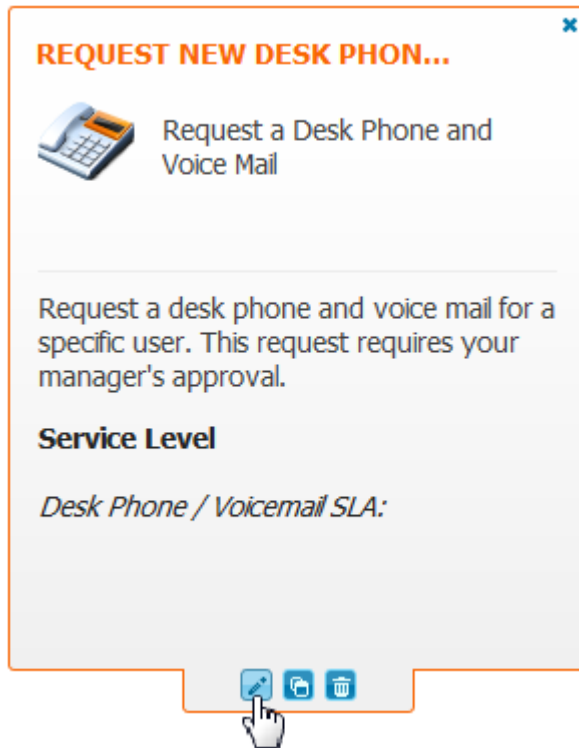 REQUEST NEW DESK PHON...
Request a Desk Phone and
Voice Mail
Request a desk phone and voice mail for a
specific user. This request requires your
manager's approval.
Service Level
Desk Phone / Voicemail SLA: